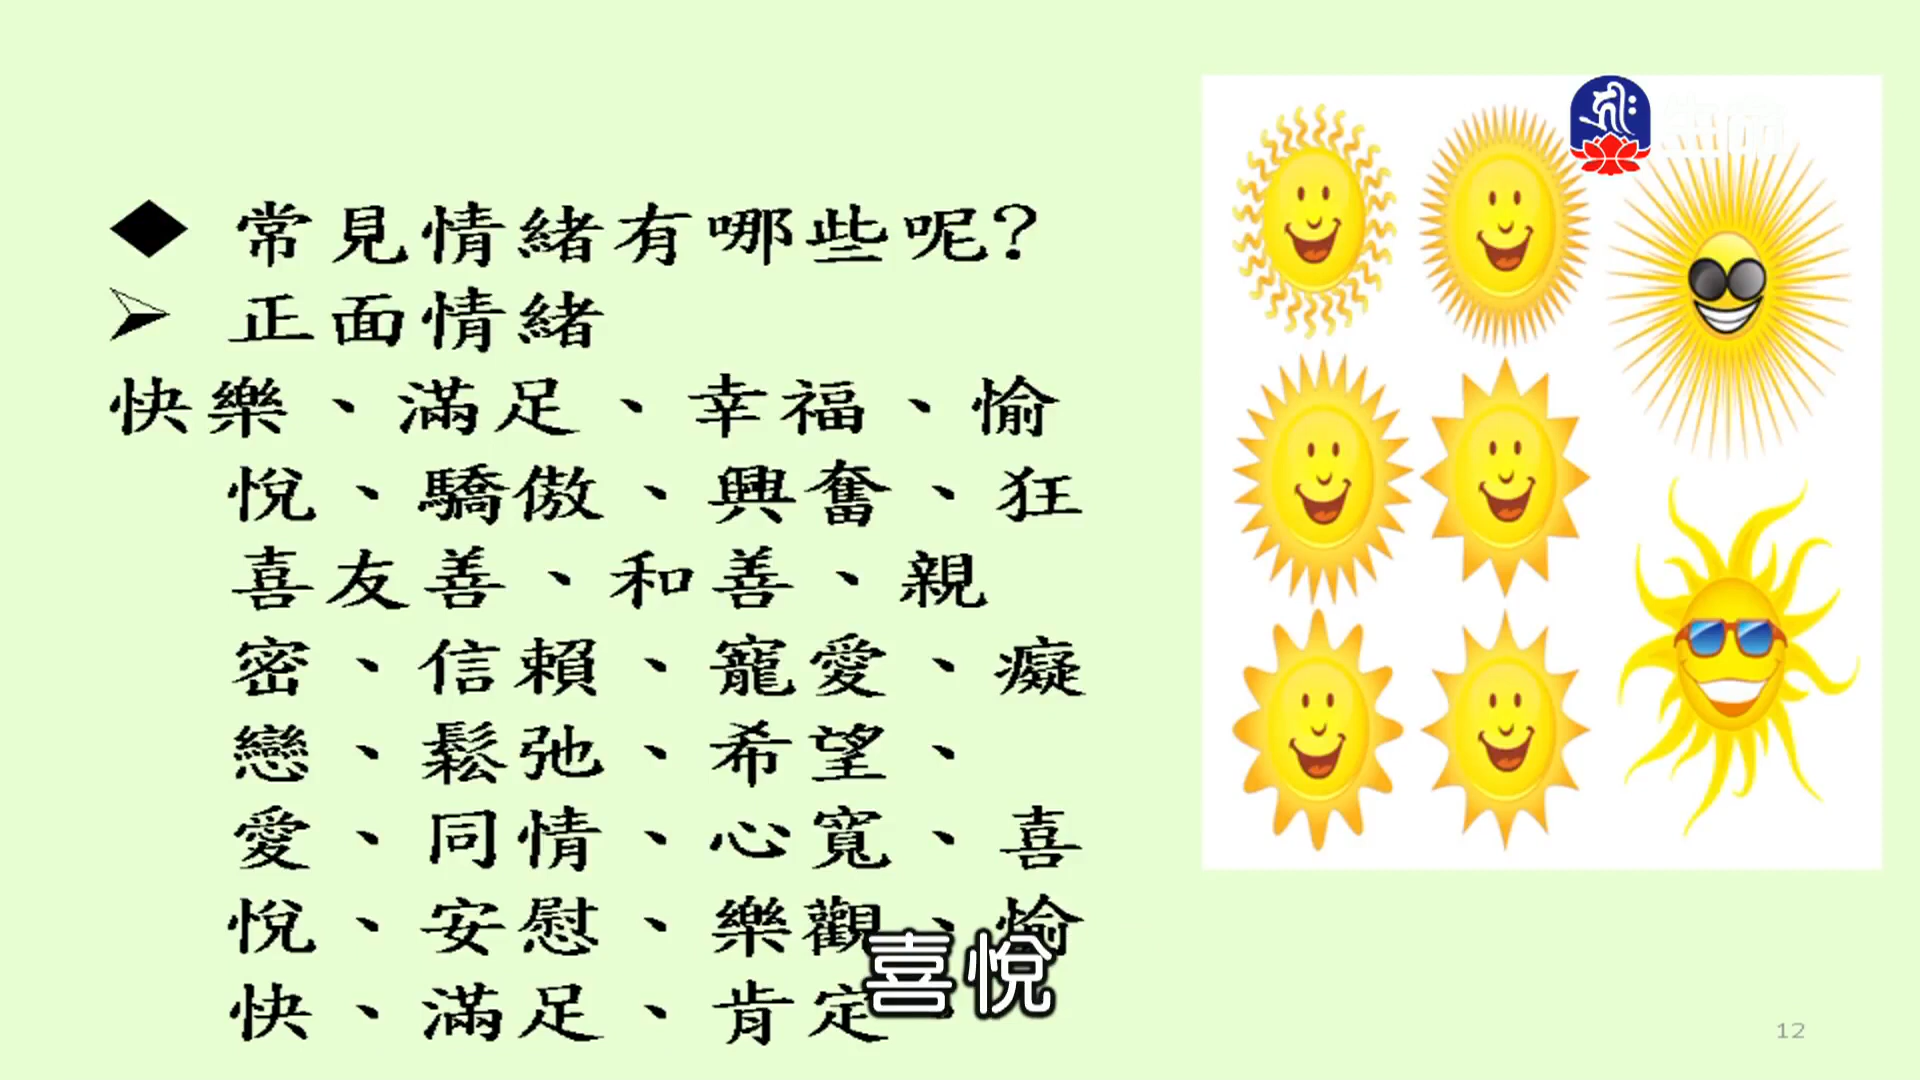 ◆ 常見情緒有哪些呢?
➢ 正面情緒
快樂、滿足、幸福、愉
悅、驕傲、興奮、狂
喜友善、和善、親
密、信賴、寵愛、癡
戀、鬆弛、希望、
愛、同情、心寬、喜
悅、安慰、樂觀、愉
快、滿足、肯定
喜悅
12